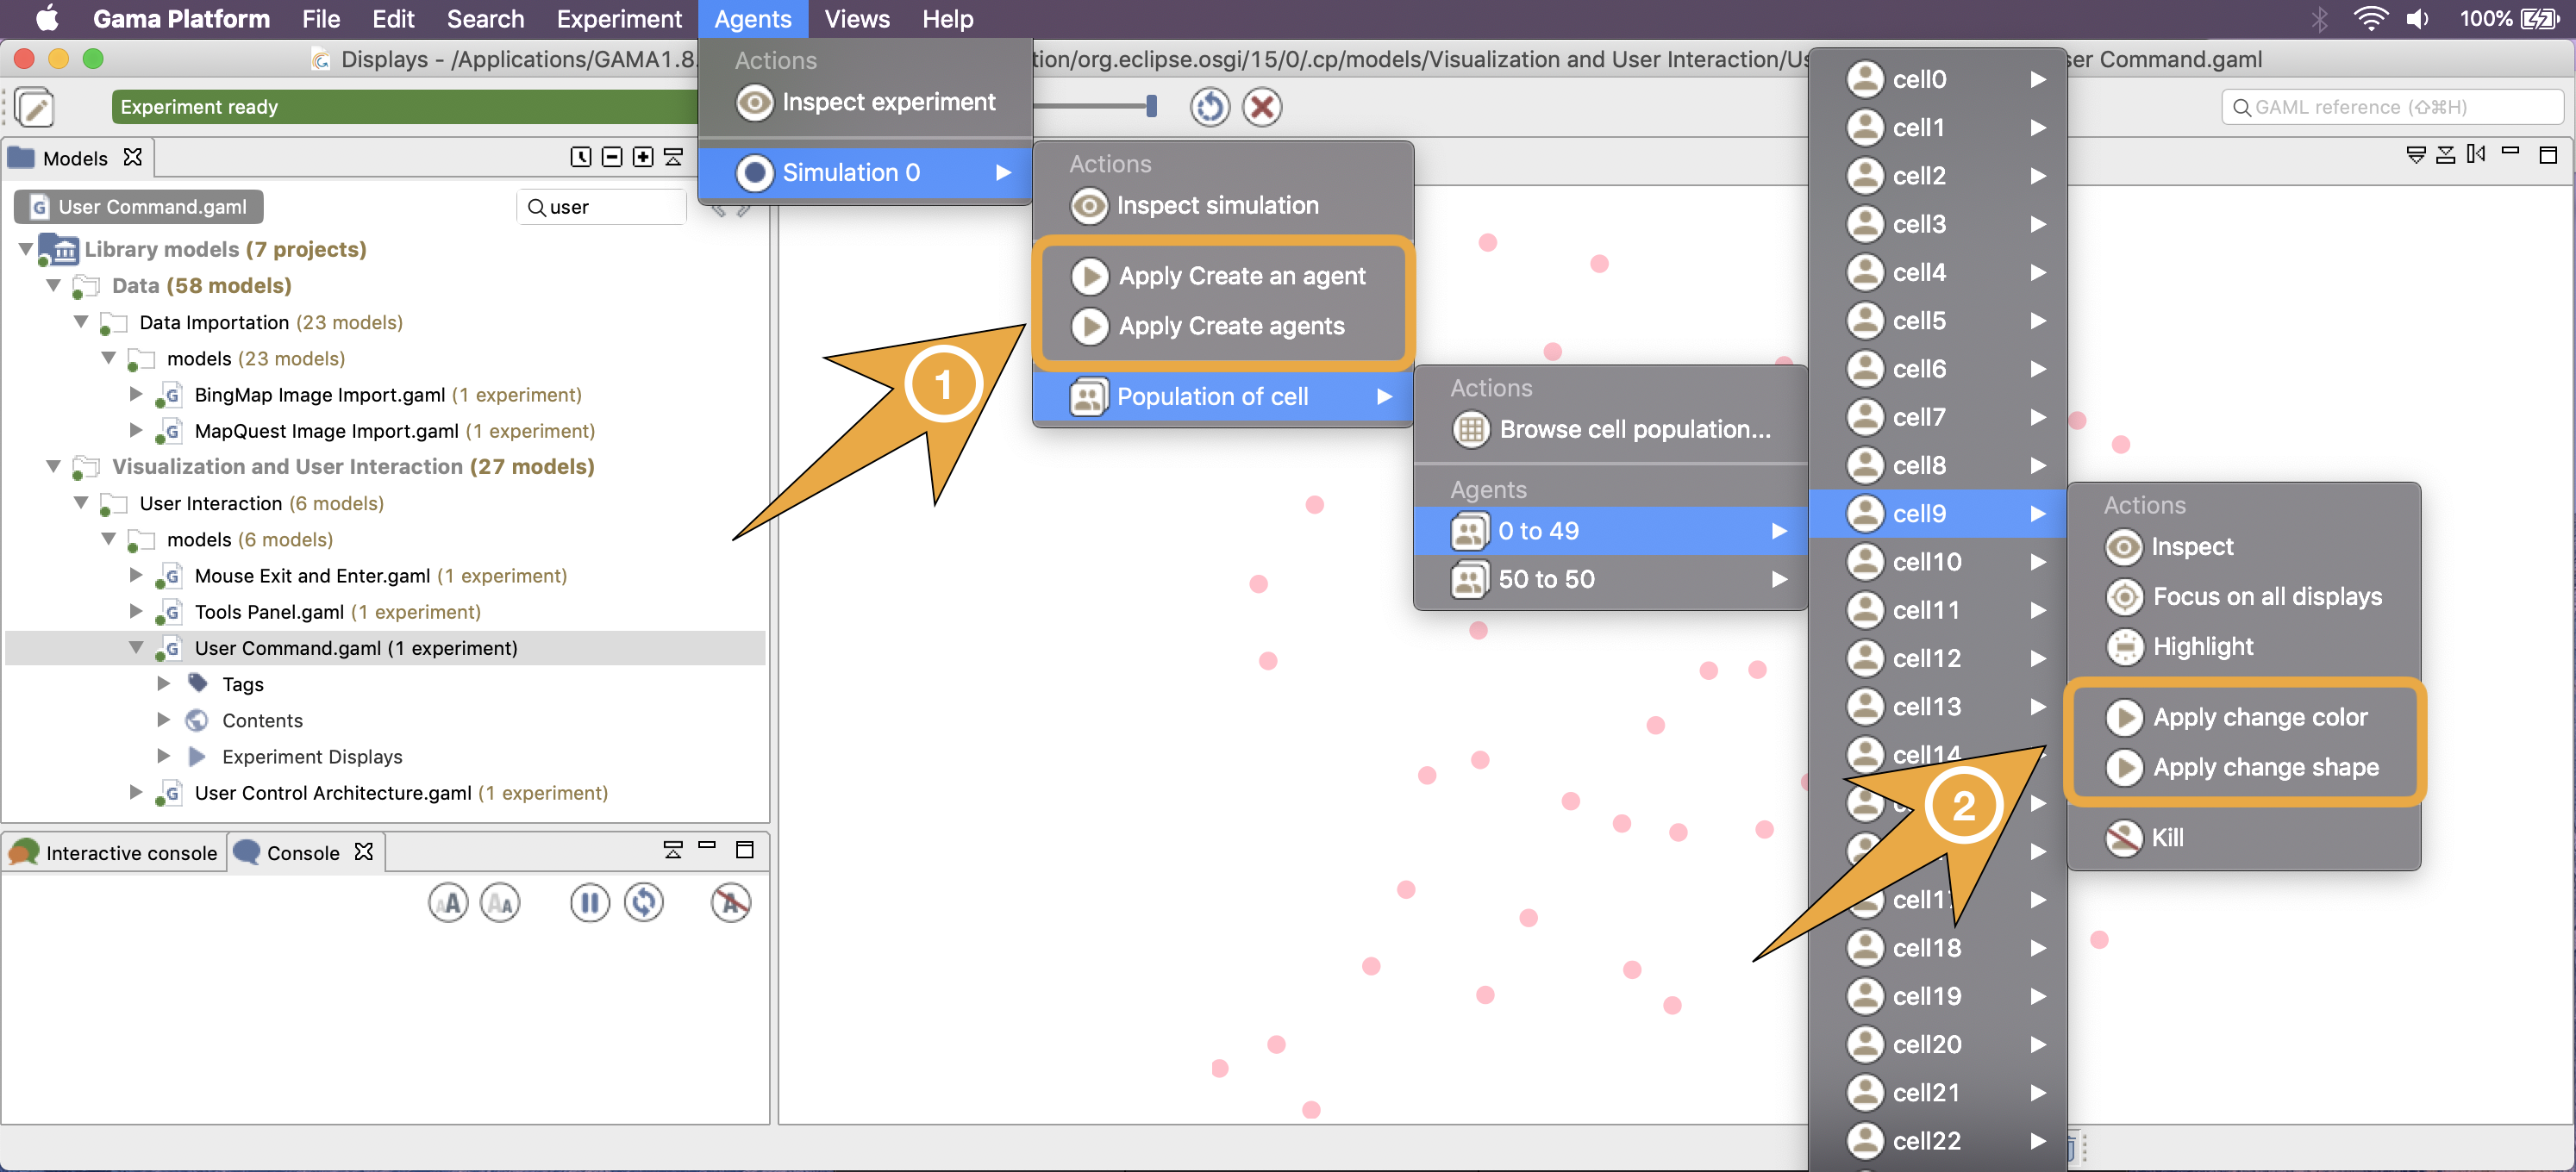 Gama Platform File Edit Search Experiment Agents Views Help 100%
Displays - /Applications/GAMA1.8.
tion/org.eclipse.osgi/15/0/.cp/models/Visualization and User Interaction/Us
ser Command.gaml
Experiment ready
GAML reference (⇧⌘H)
Models
User Command.gaml
user
Library models (7 projects)
Data (58 models)
Data Importation (23 models)
models (23 models)
BingMap Image Import.gaml (1 experiment)
MapQuest Image Import.gaml (1 experiment)
Visualization and User Interaction (27 models)
User Interaction (6 models)
models (6 models)
Mouse Exit and Enter.gaml (1 experiment)
Tools Panel.gaml (1 experiment)
User Command.gaml (1 experiment)
Tags
Contents
Experiment Displays
User Control Architecture.gaml (1 experiment)
Interactive console
Console
Actions
Inspect experiment
Simulation 0
Actions
Inspect simulation
Apply Create an agent
Apply Create agents
Population of cell
1
Actions
Browse cell population...
Agents
0 to 49
50 to 50
cell0
cell1
cell2
cell3
cell4
cell5
cell6
cell7
cell8
cell9
cell10
cell11
cell12
cell13
cell14
cell17
cell18
cell19
cell20
cell21
cell22
2
Actions
Inspect
Focus on all displays
Highlight
Apply change color
Apply change shape
Kill